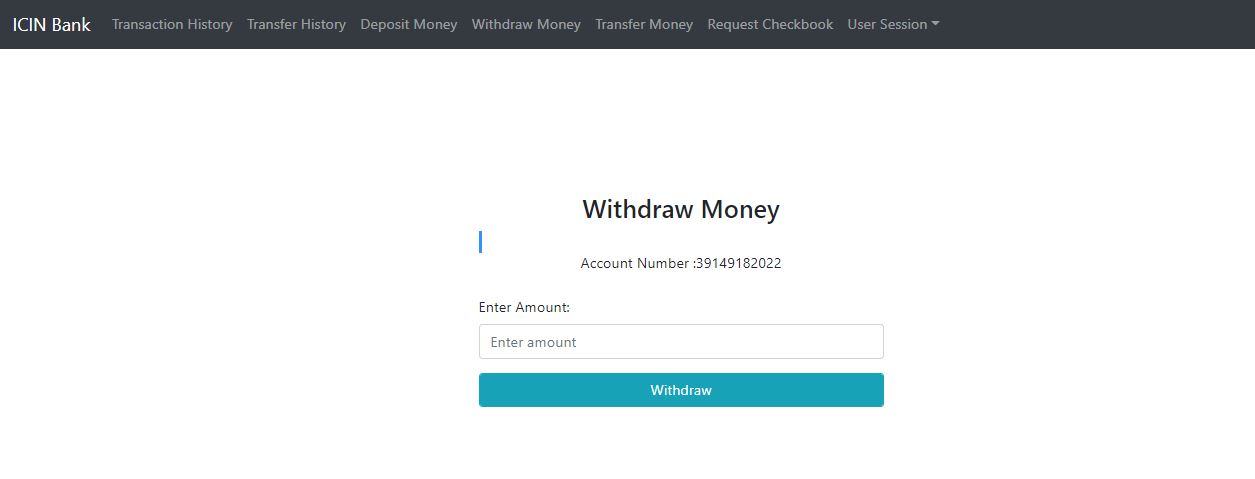 ICIN Bank Transaction History Transfer History Deposit Money Withdraw Money Transfer Money Request Checkbook User Session
Withdraw Money
Account Number :39149182022
Enter Amount:
Enter amount
Withdraw